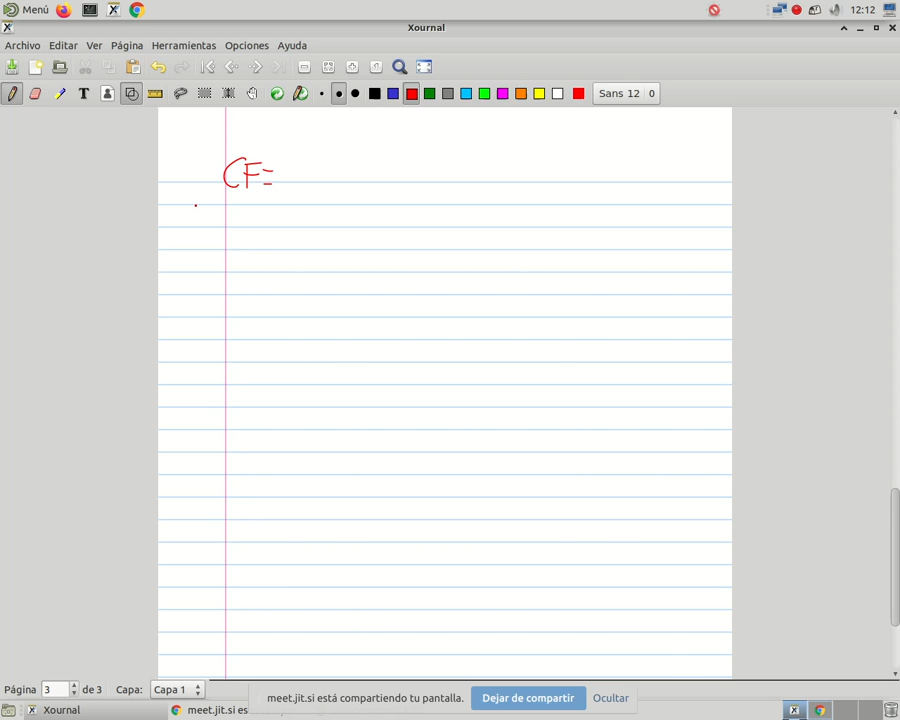 Menú 12:12
Xournal
Archivo Editar Ver Página Herramientas Opciones Ayuda
Sans 12 0
CF=
Página 3 de 3 Capa: Capa 1
meet.jit.si está compartiendo tu pantalla. Dejar de compartir Ocultar
Xournal meet.jit.si es